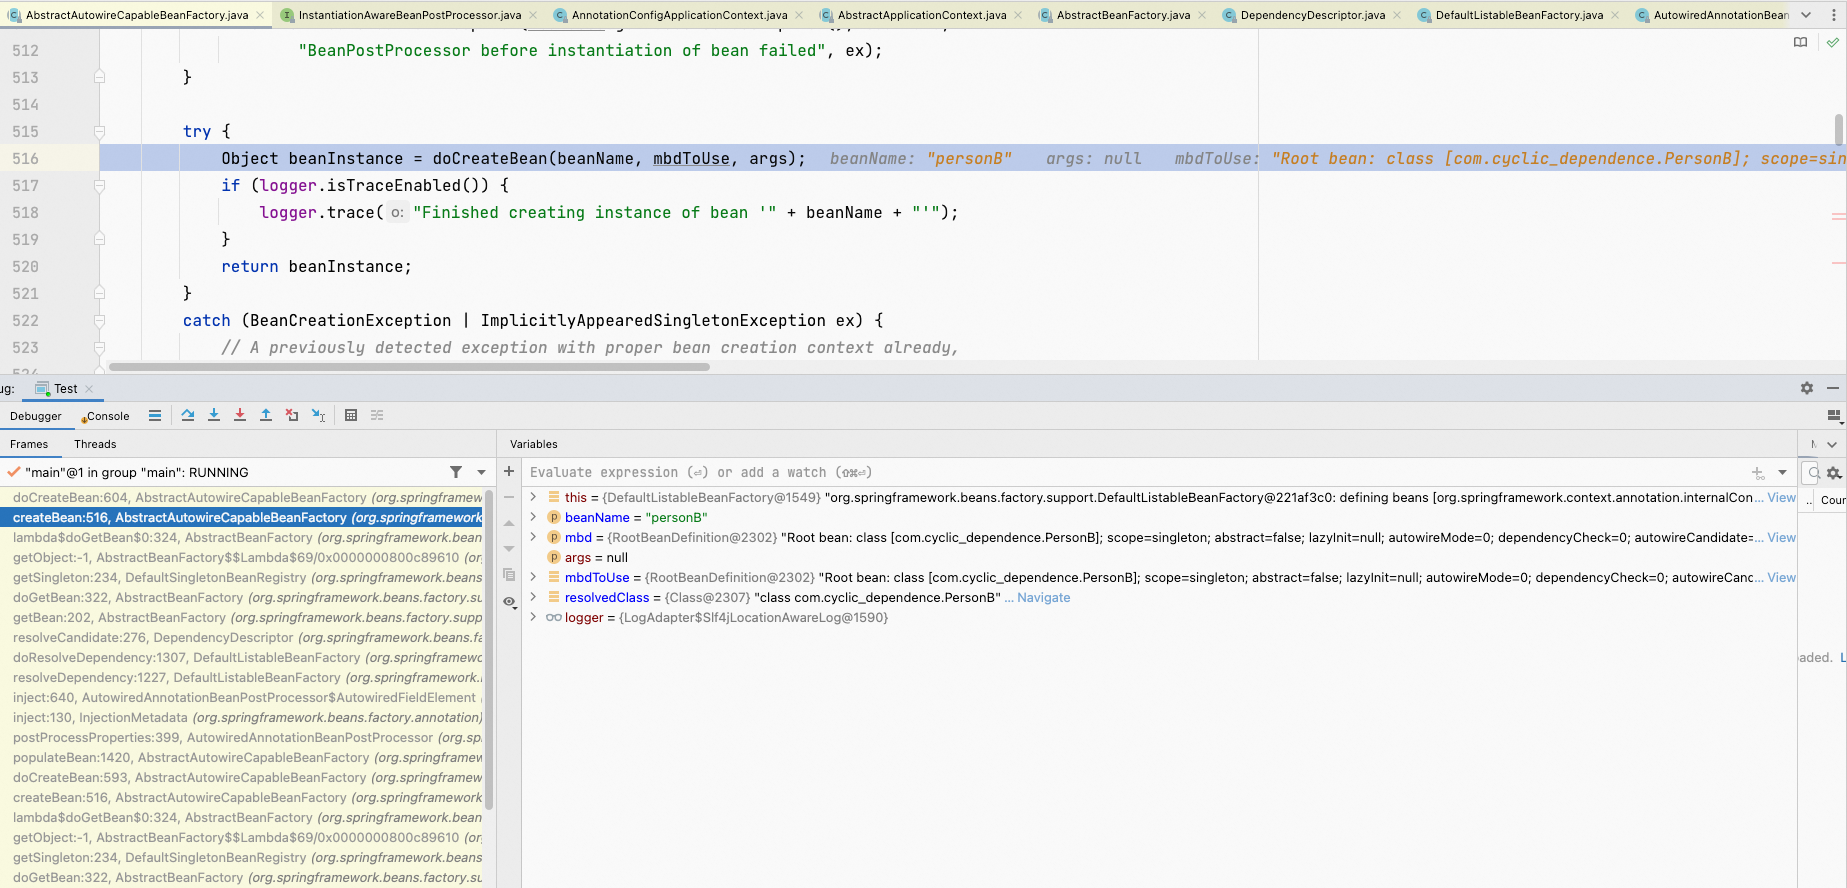 AbstractAutowireCapableBeanFactory.java InstantiationAwareBeanPostProcessor.java AnnotationConfigApplicationContext.java AbstractApplicationContext.java AbstractBeanFactory.java DependencyDescriptor.java DefaultListableBeanFactory.java AutowiredAnnotationBean
512 "BeanPostProcessor before instantiation of bean failed", ex);
513 }
514
515 try {
516 Object beanInstance = doCreateBean(beanName, mbdToUse, args); beanName: "personB" args: null mbdToUse: "Root bean: class [com.cyclic_dependence.PersonB]; scope=sin
517 if (logger.isTraceEnabled()) {
518 logger.trace( o: "Finished creating instance of bean '" + beanName + "'");
519 }
520 return beanInstance;
521 }
522 catch (BeanCreationException | ImplicitlyAppearedSingletonException ex) {
523 // A previously detected exception with proper bean creation context already,
524
ug: Test
Debugger Console
Frames Threads Variables
"main"@1 in group "main": RUNNING
Evaluate expression (⏎) or add a watch (⇧⌘⏎)
doCreateBean:604, AbstractAutowireCapableBeanFactory (org.springframew
createBean:516, AbstractAutowireCapableBeanFactory (org.springframework
lambda$doGetBean$0:324, AbstractBeanFactory (org.springframework.bean
getObject:-1, AbstractBeanFactory$$Lambda$69/0x0000000800c89610 (or
getSingleton:234, DefaultSingletonBeanRegistry (org.springframework.beans
doGetBean:322, AbstractBeanFactory (org.springframework.beans.factory.su
getBean:202, AbstractBeanFactory (org.springframework.beans.factory.supp
resolveCandidate:276, DependencyDescriptor (org.springframework.beans.fa
doResolveDependency:1307, DefaultListableBeanFactory (org.springframewo
resolveDependency:1227, DefaultListableBeanFactory (org.springframework.
inject:640, AutowiredAnnotationBeanPostProcessor$AutowiredFieldElement
inject:130, InjectionMetadata (org.springframework.beans.factory.annotation)
postProcessProperties:399, AutowiredAnnotationBeanPostProcessor (org.sp
populateBean:1420, AbstractAutowireCapableBeanFactory (org.springframew
doCreateBean:593, AbstractAutowireCapableBeanFactory (org.springframew
createBean:516, AbstractAutowireCapableBeanFactory (org.springframework
lambda$doGetBean$0:324, AbstractBeanFactory (org.springframework.bean
getObject:-1, AbstractBeanFactory$$Lambda$69/0x0000000800c89610 (or
getSingleton:234, DefaultSingletonBeanRegistry (org.springframework.beans
doGetBean:322, AbstractBeanFactory (org.springframework.beans.factory.su
this = {DefaultListableBeanFactory@1549} "org.springframework.beans.factory.support.DefaultListableBeanFactory@221af3c0: defining beans [org.springframework.context.annotation.internalCon... View
beanName = "personB"
mbd = {RootBeanDefinition@2302} "Root bean: class [com.cyclic_dependence.PersonB]; scope=singleton; abstract=false; lazyInit=null; autowireMode=0; dependencyCheck=0; autowireCandidate=... View
args = null
mbdToUse = {RootBeanDefinition@2302} "Root bean: class [com.cyclic_dependence.PersonB]; scope=singleton; abstract=false; lazyInit=null; autowireMode=0; dependencyCheck=0; autowireCanc... View
resolvedClass = {Class@2307} "class com.cyclic_dependence.PersonB" ... Navigate
logger = {LogAdapter$Slf4jLocationAwareLog@1590}
.. Cour
aded. L